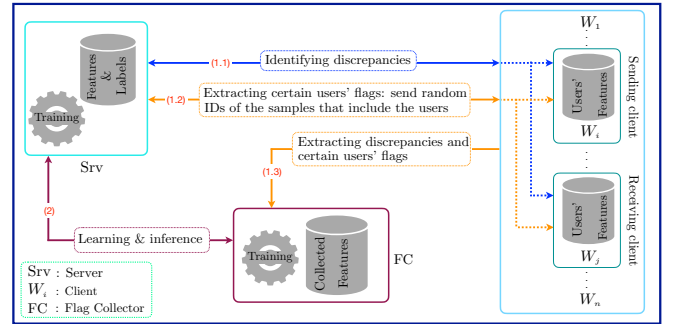 W₁
Features
& Labels
Training
Srv
(1.1)
Identifying discrepancies
(1.2)
Extracting certain users' flags: send random
IDs of the samples that include the users
Extracting discrepancies and
certain users' flags
(1.3)
Users'
Features
Wᵢ
Sending client
Users'
Features
Wⱼ
Receiving client
Wₙ
(2)
Learning & inference
Training
Collected
Features
FC
Srv : Server
Wᵢ : Client
FC : Flag Collector